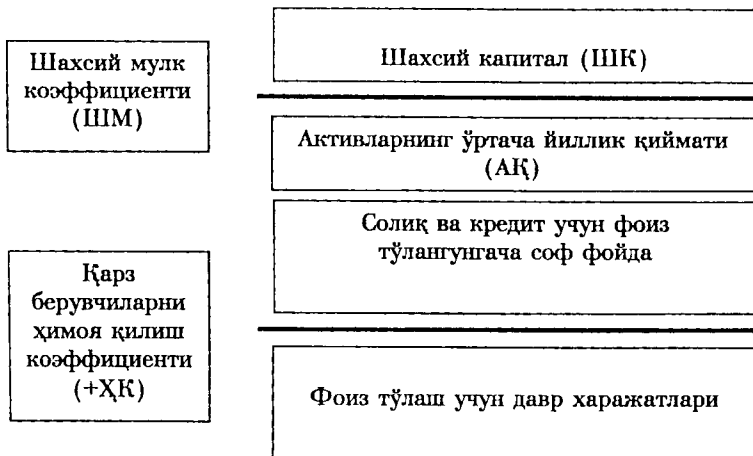 Шахсий мулк
коэффициенти
(ШМ)
Шахсий капитал (ШК)
Активларнинг ўртача йиллик қиймати
(АҚ)
Қарз
берувчиларни
ҳимоя қилиш
коэффициенти
(+ҲК)
Солиқ ва кредит учун фоиз
тўлангунгача соф фойда
Фоиз тўлаш учун давр харажатлари